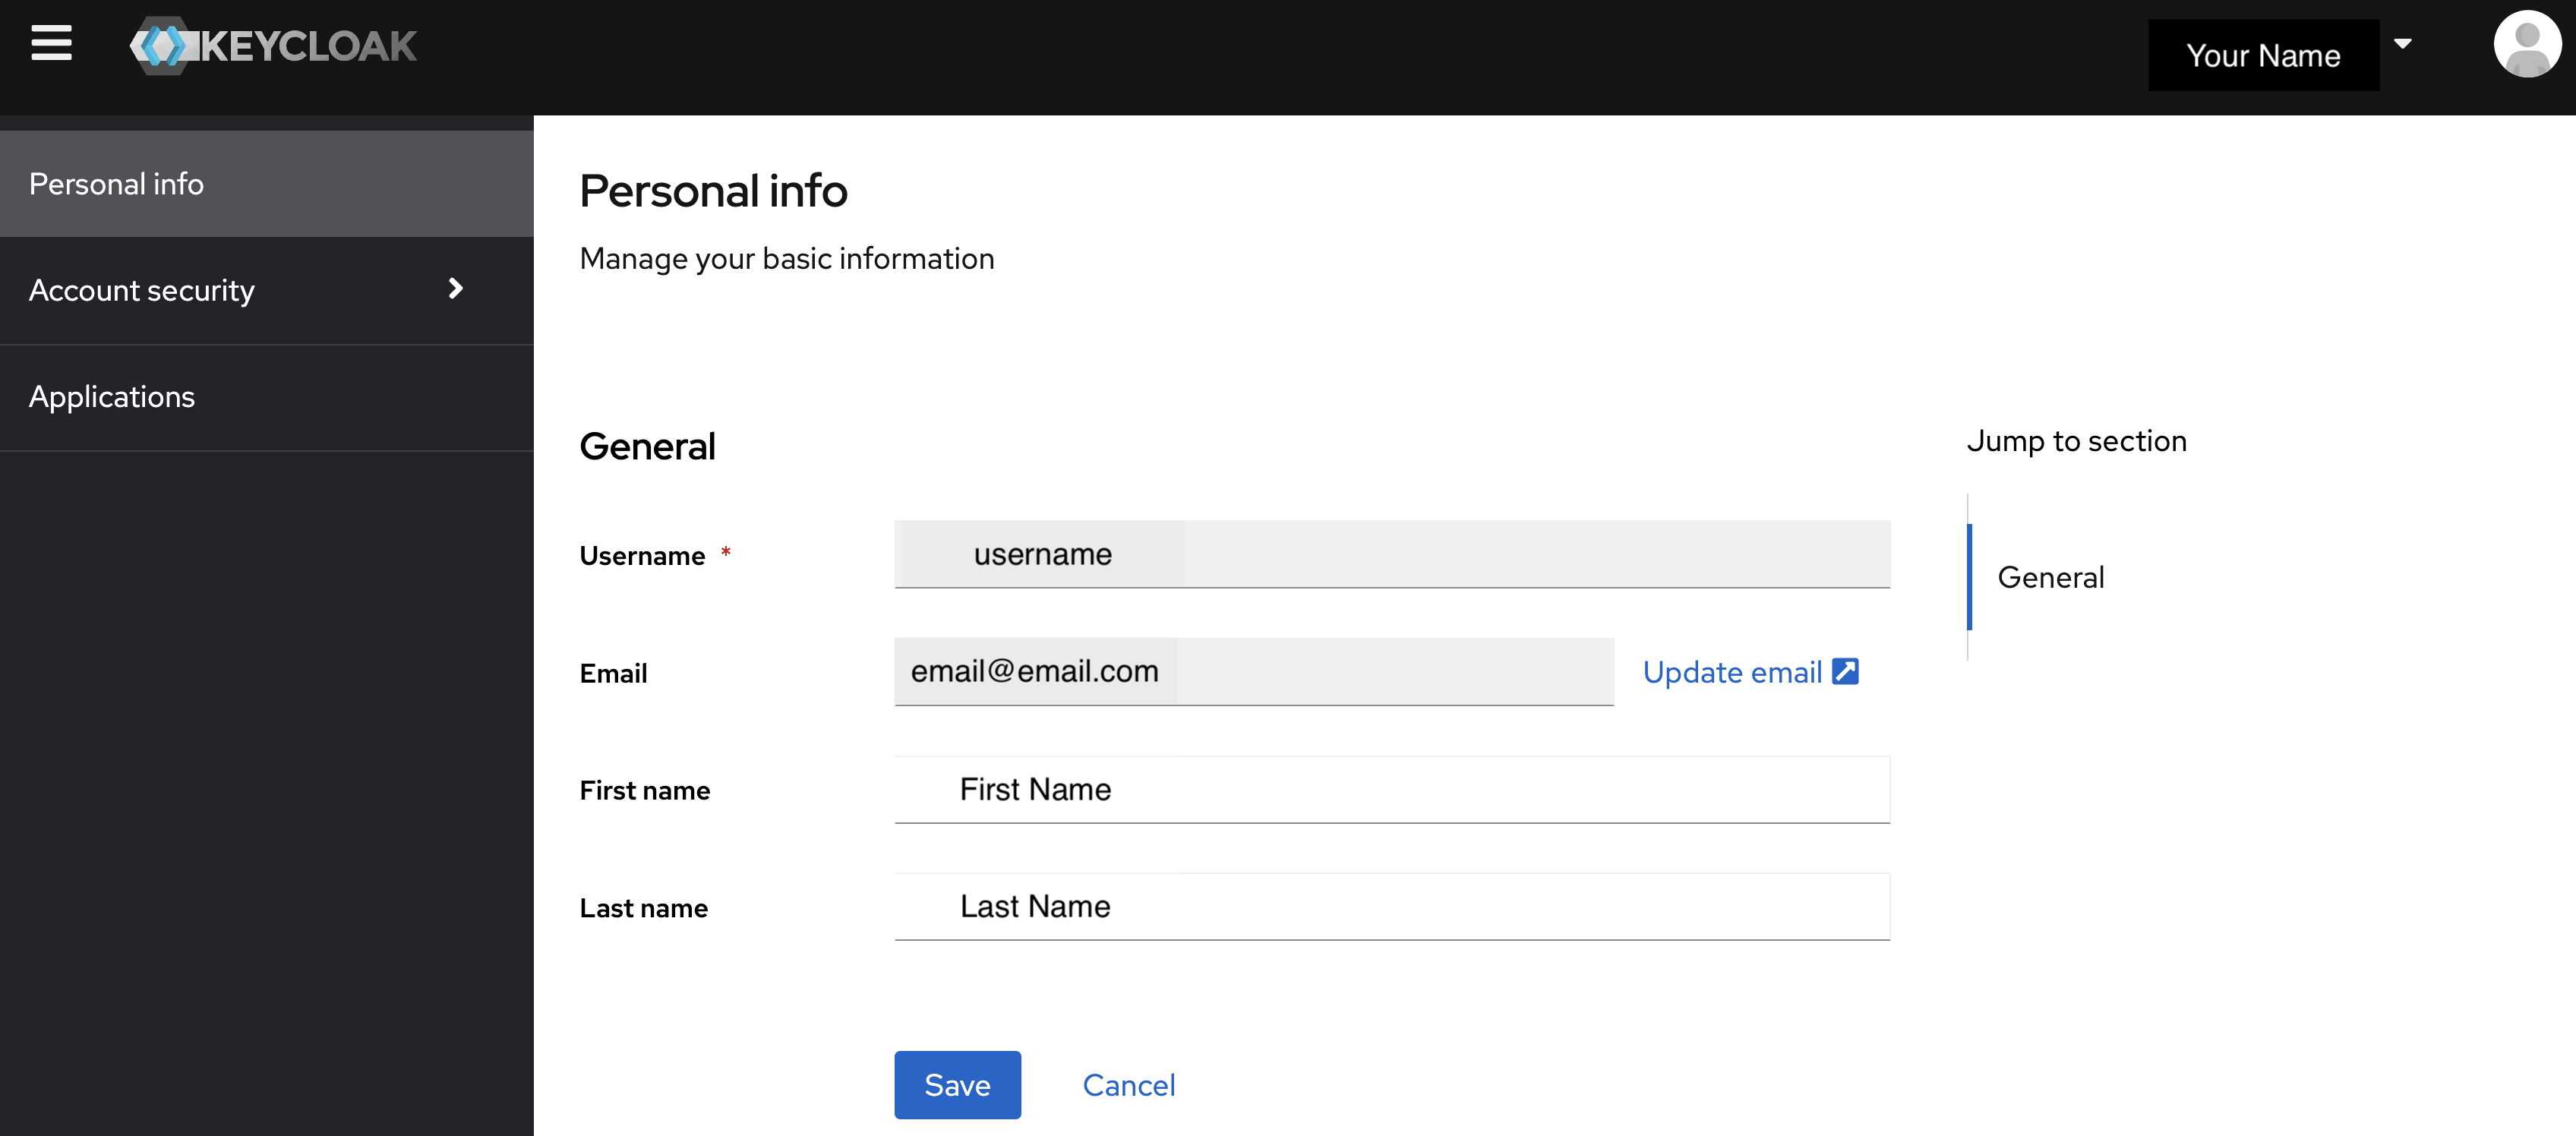 KEYCLOAK
Your Name
Personal info
Account security
Applications
Personal info
Manage your basic information
General
Username *
username
Email
email@email.com
Update email
First name
First Name
Last name
Last Name
Save
Cancel
Jump to section
General